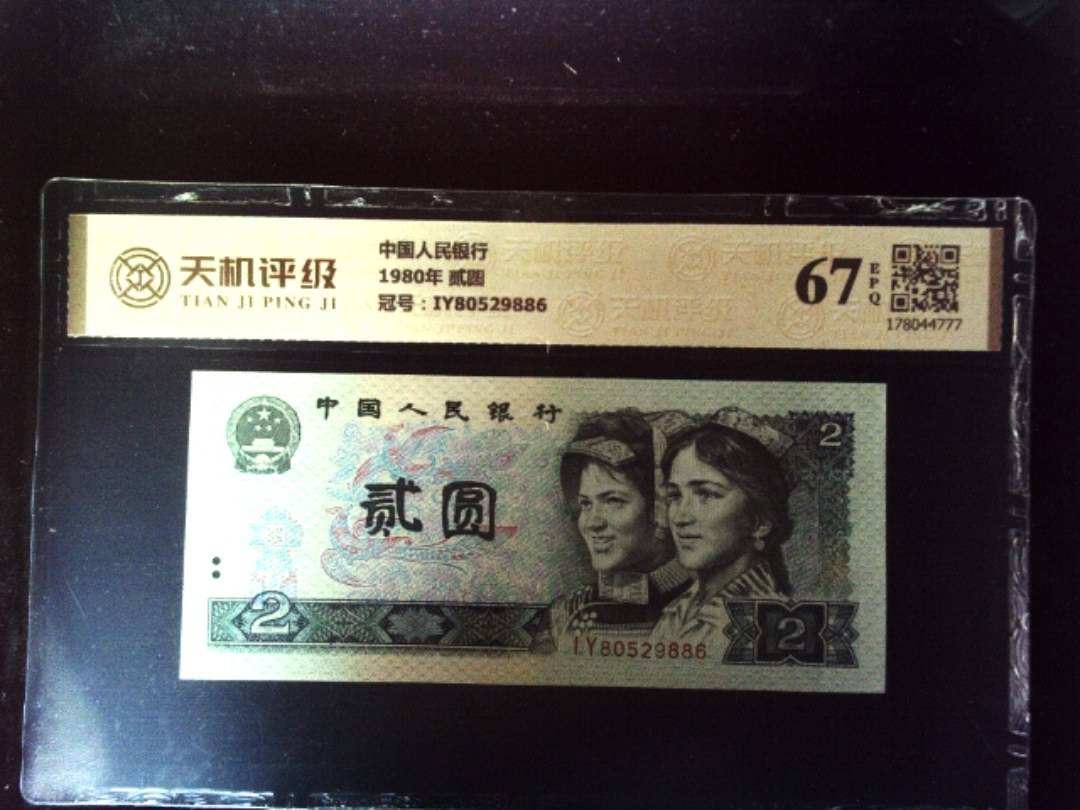 天机评级
TIAN JI PING JI
中国人民银行
1980年 贰圆
冠号：IY80529886
67
EPQ
178044777
中国人民银行
2
贰圆
2
IY80529886
2